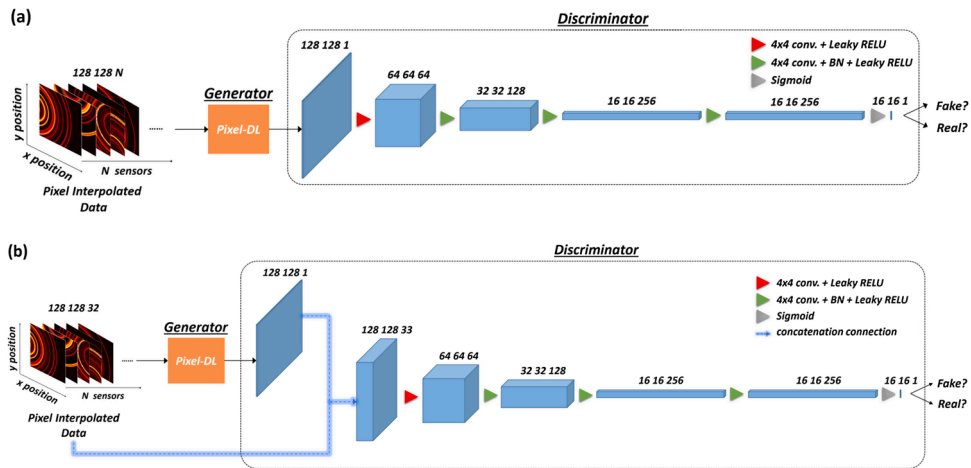 (a)
Discriminator
128 128 1
4x4 conv. + Leaky RELU
4x4 conv. + BN + Leaky RELU
Sigmoid
128 128 N
64 64 64
Generator
32 32 128
16 16 256
16 16 256
16 16 1
Fake?
Real?
y position
Pixel-DL
......
x position
N sensors
Pixel Interpolated
Data
(b)
Discriminator
128 128 1
4x4 conv. + Leaky RELU
4x4 conv. + BN + Leaky RELU
Sigmoid
concatenation connection
128 128 32
Generator
128 128 33
64 64 64
32 32 128
16 16 256
16 16 256
16 16 1
Fake?
Real?
y position
Pixel-DL
......
x position
N sensors
Pixel Interpolated
Data